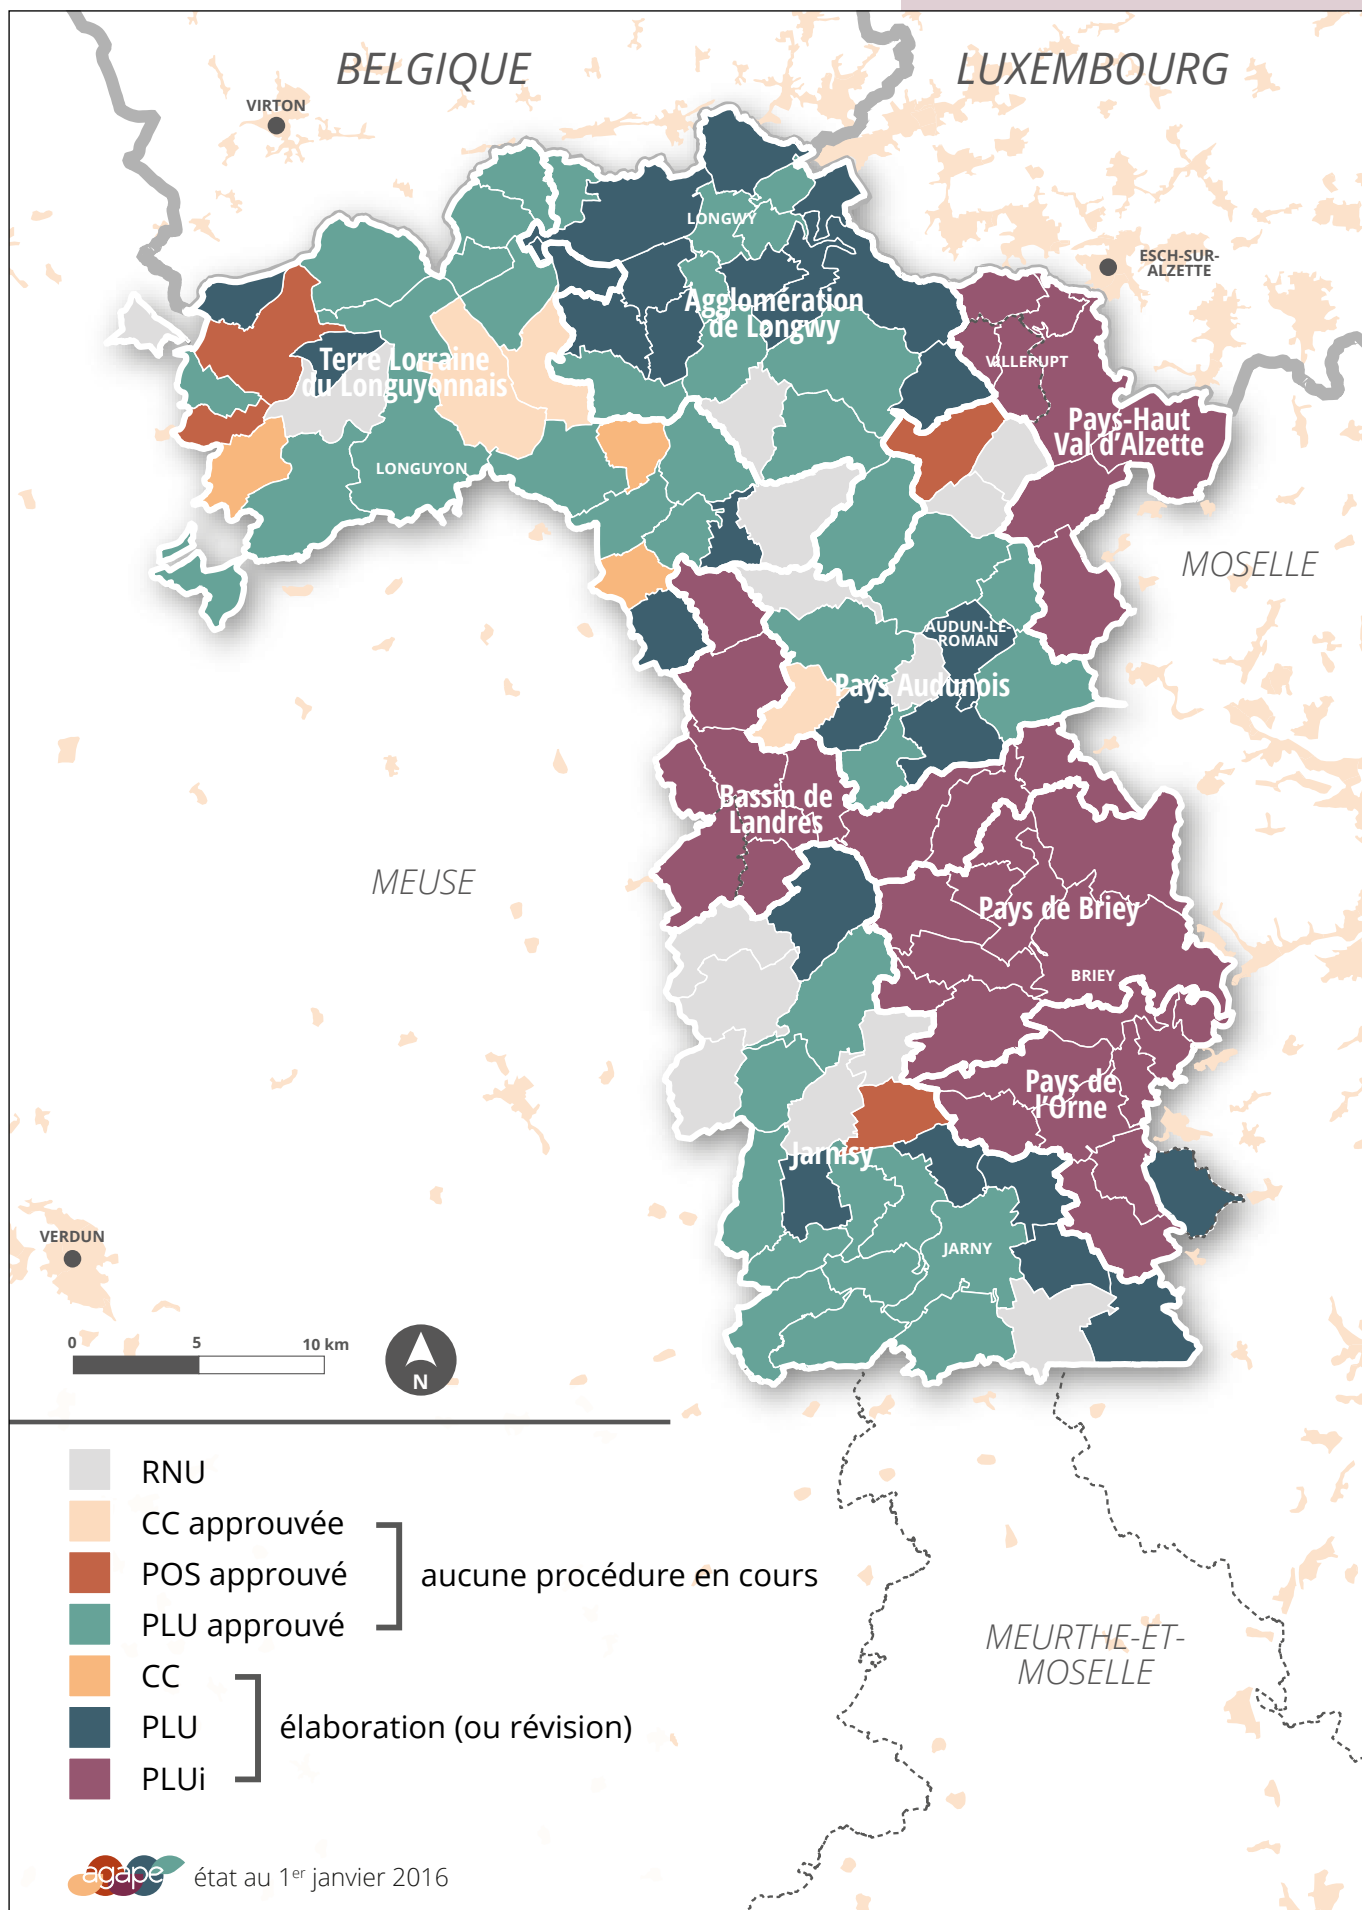 BELGIQUE
LUXEMBOURG
VIRTON
LONGWY
ESCH-SUR-
ALZETTE
Agglomération
de Longwy
Terre Lorraine
du Longuyonnais
VILLERUPT
Pays-Haut
Val d'Alzette
LONGUYON
MOSELLE
AUDUN-LE-
ROMAN
Pays Audunois
Bassin de
Landres
MEUSE
Pays de Briey
BRIEY
Pays de
l'Orne
Jarnisy
VERDUN
JARNY
0 5 10 km
N
RNU
CC approuvée
POS approuvé
aucune procédure en cours
PLU approuvé
CC
PLU
élaboration (ou révision)
PLUi
MEURTHE-ET-
MOSELLE
agape
état au 1er janvier 2016